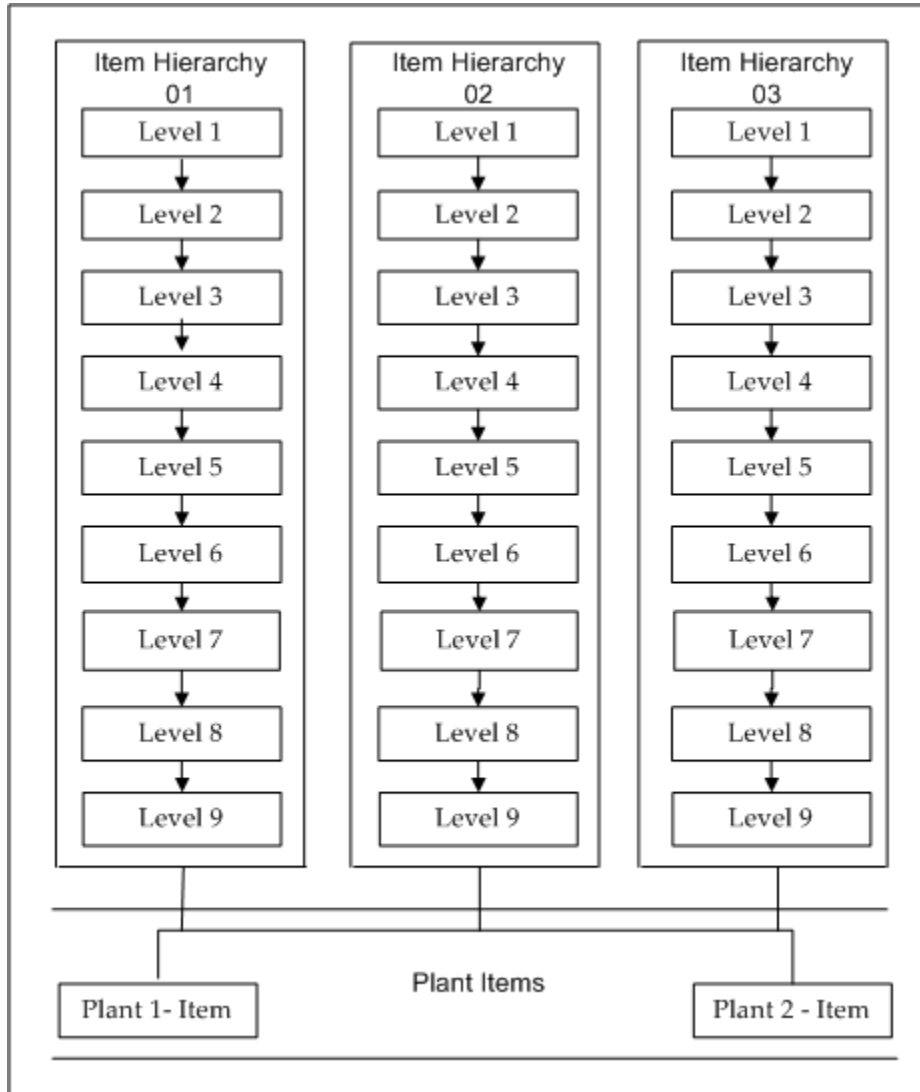 Item Hierarchy
01
Level 1
Level 2
Level 3
Level 4
Level 5
Level 6
Level 7
Level 8
Level 9
Item Hierarchy
02
Level 1
Level 2
Level 3
Level 4
Level 5
Level 6
Level 7
Level 8
Level 9
Item Hierarchy
03
Level 1
Level 2
Level 3
Level 4
Level 5
Level 6
Level 7
Level 8
Level 9
Plant Items
Plant 1- Item
Plant 2 - Item